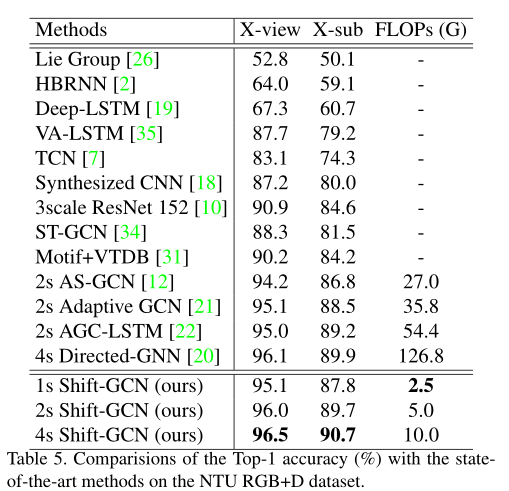 Methods X-view X-sub FLOPs (G)
Lie Group [26] 52.8 50.1 -
HBRNN [2] 64.0 59.1 -
Deep-LSTM [19] 67.3 60.7 -
VA-LSTM [35] 87.7 79.2 -
TCN [7] 83.1 74.3 -
Synthesized CNN [18] 87.2 80.0 -
3scale ResNet 152 [10] 90.9 84.6 -
ST-GCN [34] 88.3 81.5 -
Motif+VTDB [31] 90.2 84.2 -
2s AS-GCN [12] 94.2 86.8 27.0
2s Adaptive GCN [21] 95.1 88.5 35.8
2s AGC-LSTM [22] 95.0 89.2 54.4
4s Directed-GNN [20] 96.1 89.9 126.8
1s Shift-GCN (ours) 95.1 87.8 2.5
2s Shift-GCN (ours) 96.0 89.7 5.0
4s Shift-GCN (ours) 96.5 90.7 10.0
Table 5. Comparisions of the Top-1 accuracy (%) with the state-
of-the-art methods on the NTU RGB+D dataset.